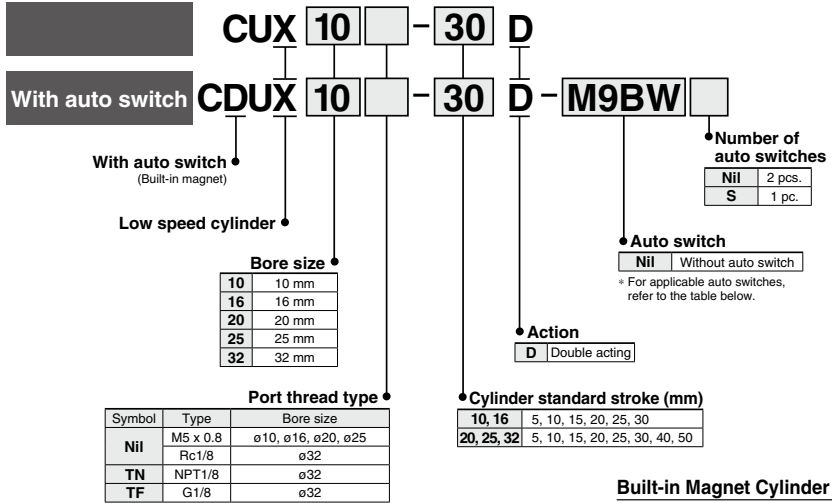 CUX 10 - 30 D
With auto switch CDUX 10 - 30 D - M9BW
With auto switch
(Built-in magnet)
Low speed cylinder
Number of
auto switches
Nil 2 pcs.
S 1 pc.
Auto switch
Nil Without auto switch
* For applicable auto switches,
refer to the table below.
Bore size
10 10 mm
16 16 mm
20 20 mm
25 25 mm
32 32 mm
Action
D Double acting
Port thread type
Symbol Type Bore size
Nil M5 x 0.8 ø10, ø16, ø20, ø25
Rc1/8 ø32
TN NPT1/8 ø32
TF G1/8 ø32
Cylinder standard stroke (mm)
10, 16 5, 10, 15, 20, 25, 30
20, 25, 32 5, 10, 15, 20, 25, 30, 40, 50
Built-in Magnet Cylinder